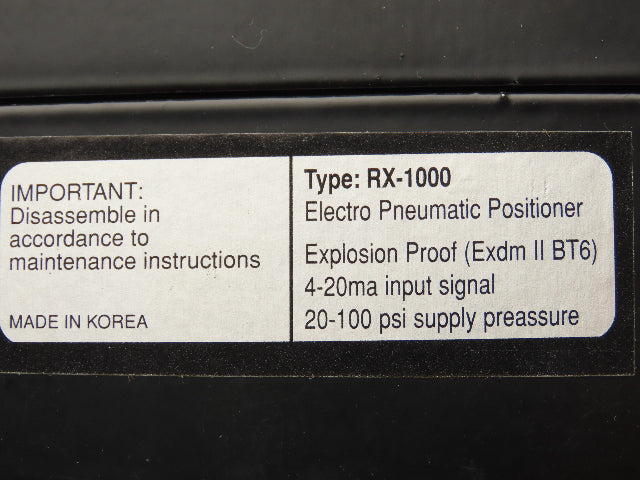 IMPORTANT:
Disassemble in
accordance to
maintenance instructions
MADE IN KOREA
Type: RX-1000
Electro Pneumatic Positioner
Explosion Proof (Exdm II BT6)
4-20ma input signal
20-100 psi supply preassure